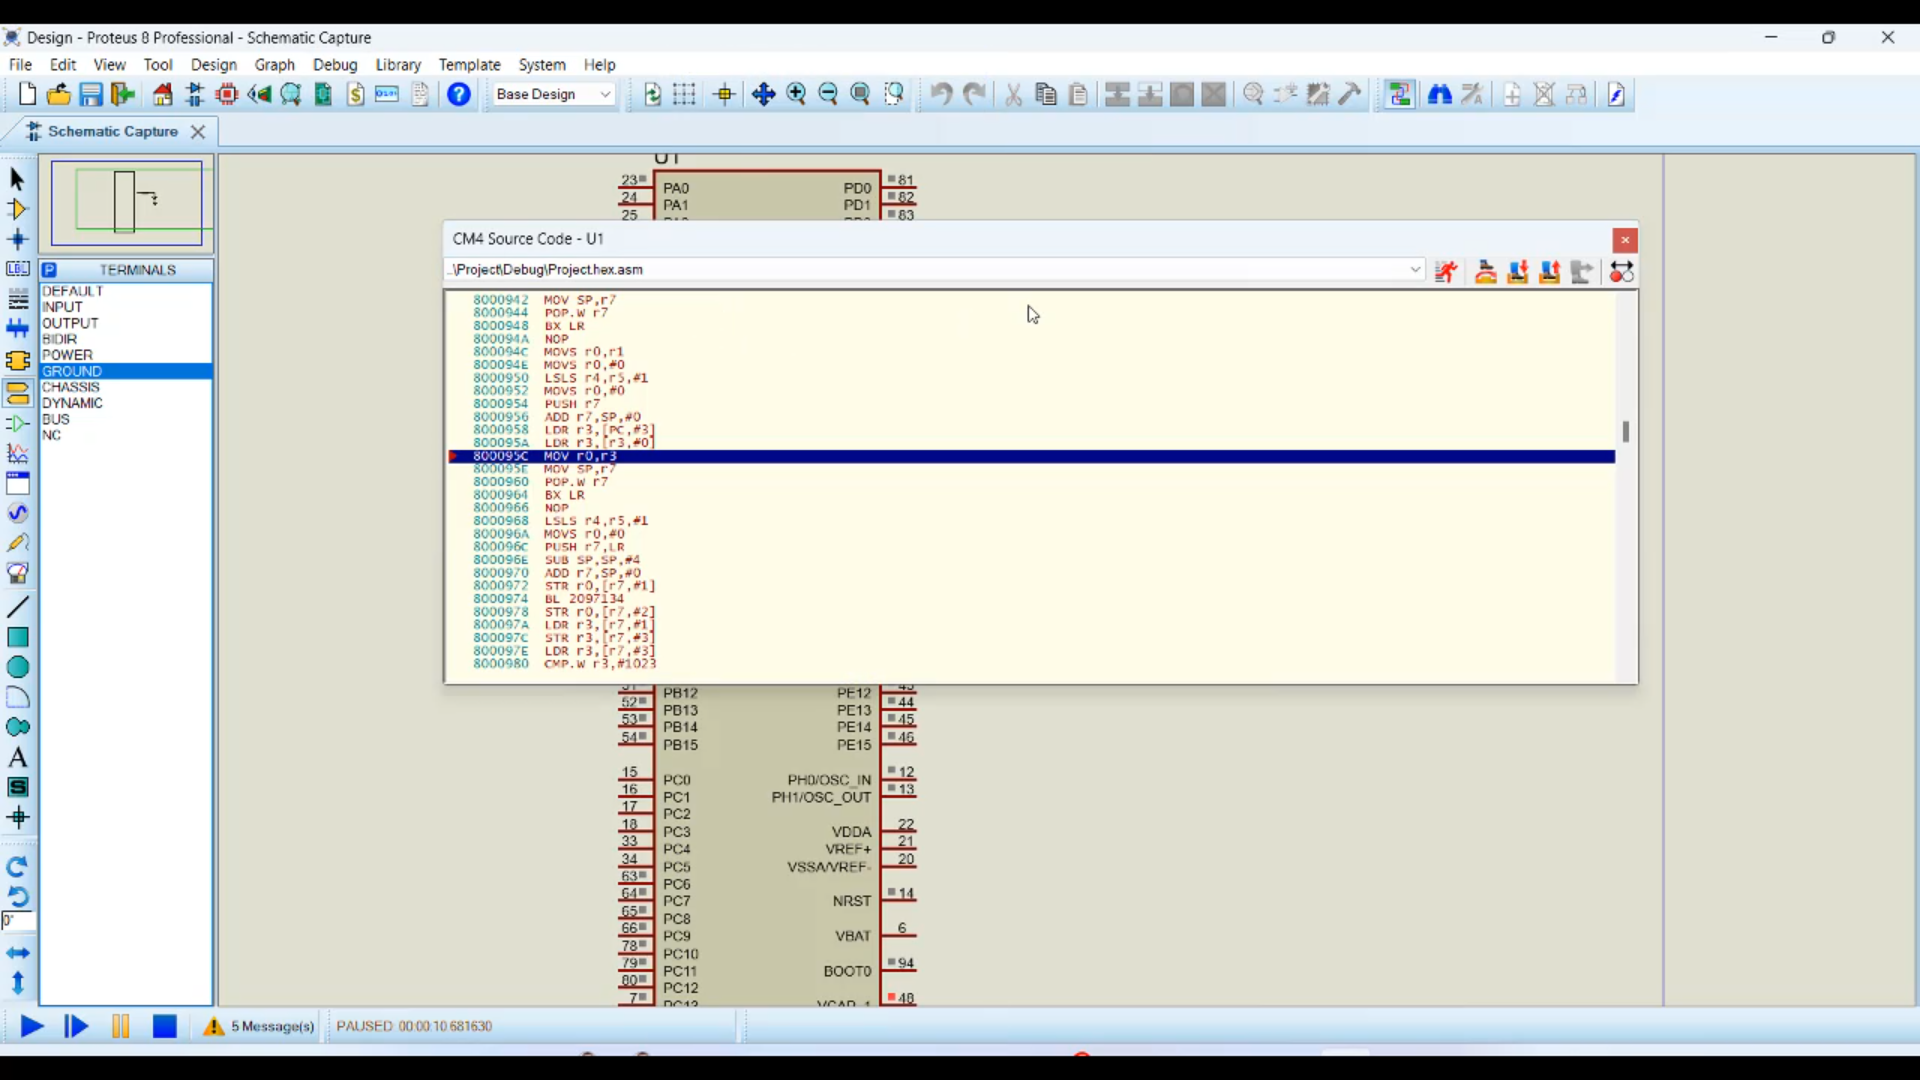 Design - Proteus 8 Professional - Schematic Capture
File Edit View Tool Design Graph Debug Library Template System Help
Base Design
Schematic Capture
U1
23 PA0 PD0 81
24 PA1 PD1 82
25 83
CM4 Source Code - U1
..\Project\Debug\Project.hex.asm
8000942 MOV SP,r7
8000944 POP.W r7
8000948 BX LR
800094A NOP
800094C MOVS r0,r1
800094E MOVS r0,#0
8000950 LSLS r4,r5,#1
8000952 MOVS r0,#0
8000954 PUSH r7
8000956 ADD r7,SP,#0
8000958 LDR r3,[PC,#3]
800095A LDR r3,[r3,#0]
800095C MOV r0,r3
800095E MOV SP,r7
8000960 POP.W r7
8000964 BX LR
8000966 NOP
8000968 LSLS r4,r5,#1
800096A MOVS r0,#0
800096C PUSH r7,LR
800096E SUB SP,SP,#4
8000970 ADD r7,SP,#0
8000972 STR r0,[r7,#1]
8000974 BL 2097134
8000978 STR r0,[r7,#2]
800097A LDR r3,[r7,#1]
800097C STR r3,[r7,#3]
800097E LDR r3,[r7,#3]
8000980 CMP.W r3,#1023
P TERMINALS
DEFAULT
INPUT
OUTPUT
BIDIR
POWER
GROUND
CHASSIS
DYNAMIC
BUS
NC
LBL
A
S
0°
PB12 PE12
52 PB13 PE13 44
53 PB14 PE14 45
54 PB15 PE15 46
15 PC0 PH0/OSC_IN 12
16 PC1 PH1/OSC_OUT 13
17 PC2
18 PC3 VDDA 22
33 PC4 VREF+ 21
34 PC5 VSSA/VREF- 20
63 PC6
64 PC7 NRST 14
65 PC8
66 PC9 VBAT 6
78 PC10
79 PC11 BOOT0 94
80 PC12
7 PC13 VCAP_1 48
5 Message(s)
PAUSED: 00:00:10.681630